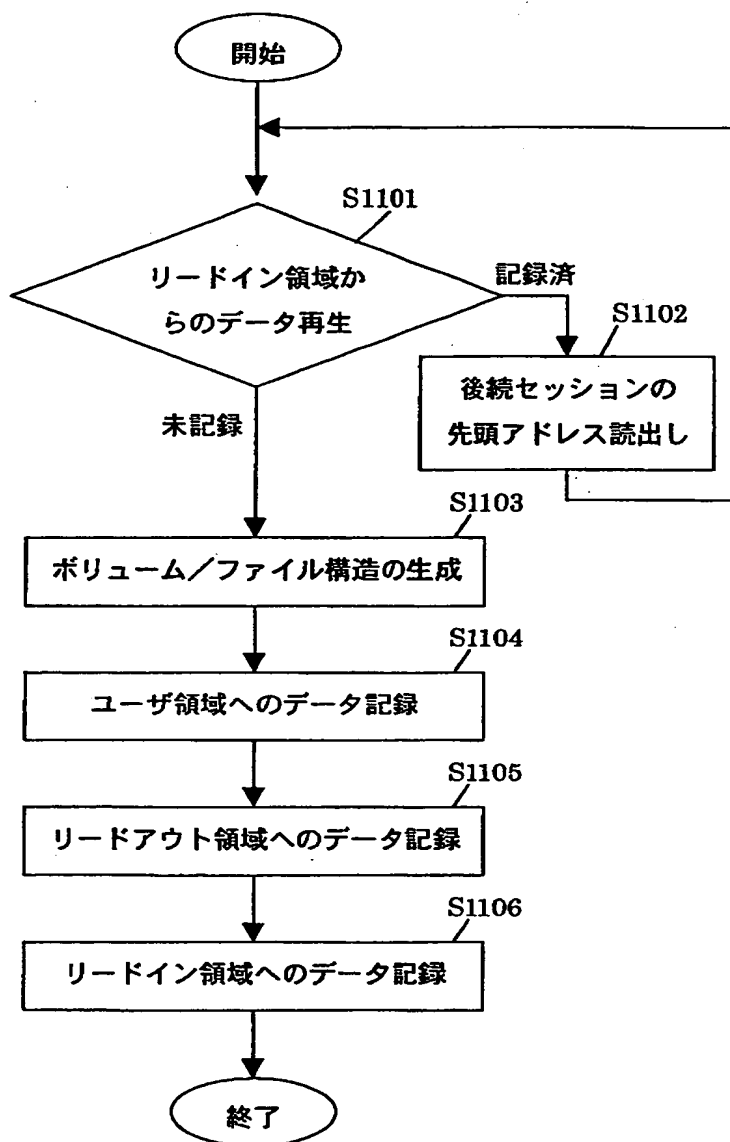 開始
S1101
リードイン領域か
らのデータ再生
記録済
S1102
後続セッションの
先頭アドレス読出し
未記録
S1103
ボリューム／ファイル構造の生成
S1104
ユーザ領域へのデータ記録
S1105
リードアウト領域へのデータ記録
S1106
リードイン領域へのデータ記録
終了